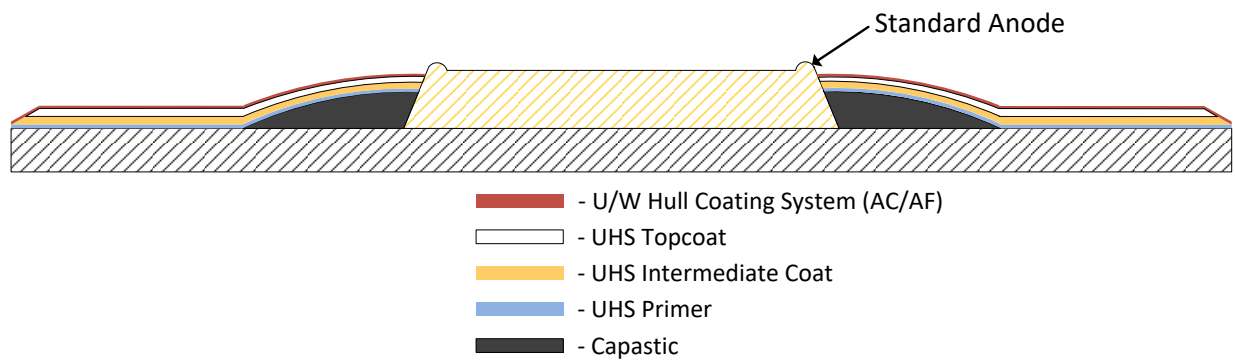 Standard Anode
- U/W Hull Coating System (AC/AF)
- UHS Topcoat
- UHS Intermediate Coat
- UHS Primer
- Capastic